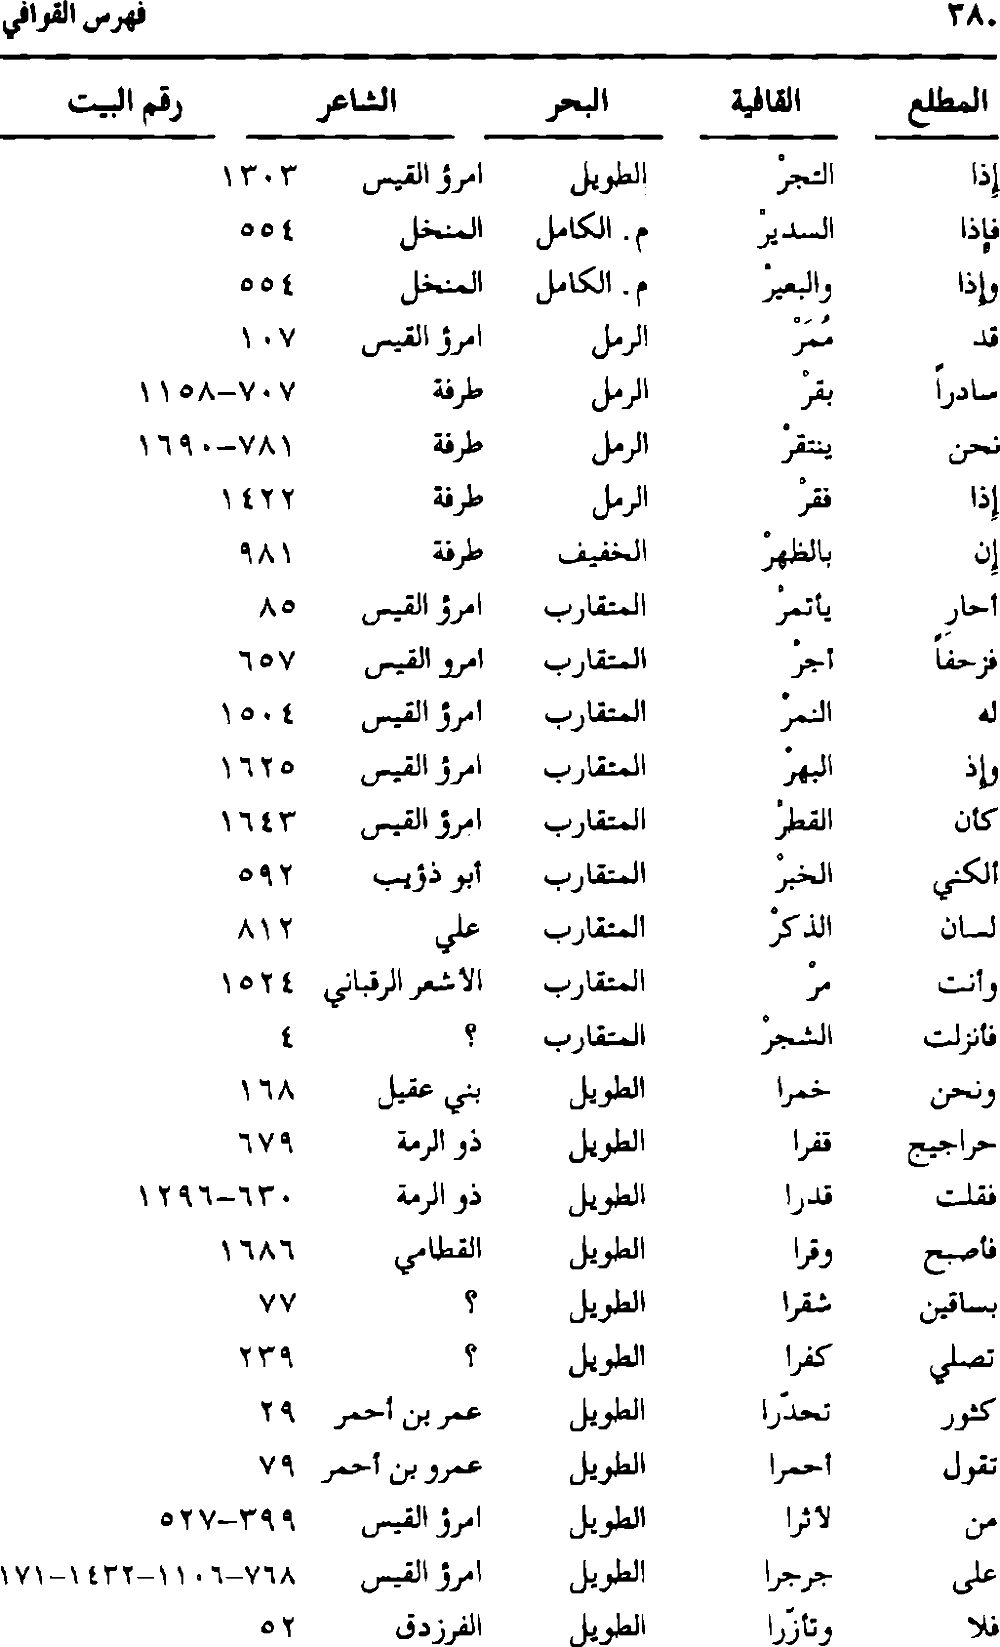 ٣٨٠ فهرس القوافي
المطلع القافية البحر الشاعر رقم البيت
إذا التجرْ الطويل امرؤ القيس ١٣٠٣
فإذا السديرْ م. الكامل المنخل ٥٥٤
وإذا والبعيرْ م. الكامل المنخل ٥٥٤
قد مُمَرْ الرمل امرؤ القيس ١٠٧
سادراً بقرْ الرمل طرفة ٧٠٧-١١٥٨
نحن ينتقرْ الرمل طرفة ٧٨١-١٦٩٠
إذا فقرْ الرمل طرفة ١٤٢٢
إن بالظهرْ الخفيف طرفة ٩٨١
أحارِ يأتمرْ المتقارب امرؤ القيس ٨٥
فزحفاً أجرْ المتقارب امرو القيس ٦٥٧
له النمرْ المتقارب امرؤ القيس ١٥٠٤
وإذ البهرْ المتقارب امرؤ القيس ١٦٢٥
كأن القطرْ المتقارب امرؤ القيس ١٦٤٣
ألكني الخبرْ المتقارب أبو ذؤيب ٥٩٢
لسان الذكرْ المتقارب علي ٨١٢
وأنت مرْ المتقارب الأشعر الرقباني ١٥٢٤
فأنزلت الشجرْ المتقارب ؟ ٤
ونحن خمرا الطويل بني عقيل ١٦٨
حراجيج قفرا الطويل ذو الرمة ٦٧٩
فقلت قدرا الطويل ذو الرمة ٦٣٠-١٢٩٦
فأصبح وقرا الطويل القطامي ١٦٨٦
بساقين شقرا الطويل ؟ ٧٧
تصلي كفرا الطويل ؟ ٢٣٩
كثور تحدّرا الطويل عمر بن أحمر ٢٩
تقول أحمرا الطويل عمرو بن أحمر ٧٩
من لأثرا الطويل امرؤ القيس ٣٩٩-٥٢٧
على جرجرا الطويل امرؤ القيس ٧٦٨-١١٠٦-١٤٣٢-١٧١
فلا وتأزّرا الطويل الفرزدق ٥٢